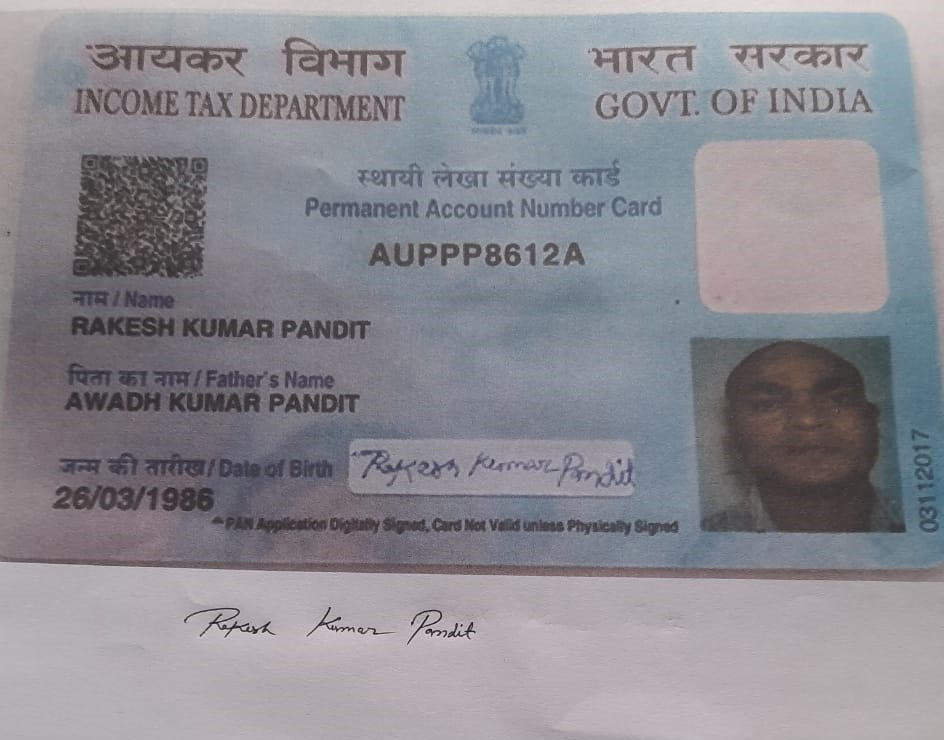 आयकर विभाग भारत सरकार
INCOME TAX DEPARTMENT GOVT. OF INDIA
स्थायी लेखा संख्या कार्ड
Permanent Account Number Card
AUPPP8612A
नाम / Name
RAKESH KUMAR PANDIT
पिता का नाम / Father's Name
AWADH KUMAR PANDIT
जन्म की तारीख / Date of Birth
Rakesh Kumar Pandit
26/03/1986
PAN Application Digitally Signed, Card Not Valid unless Physically Signed
03112017
Rakesh Kumar Pandit